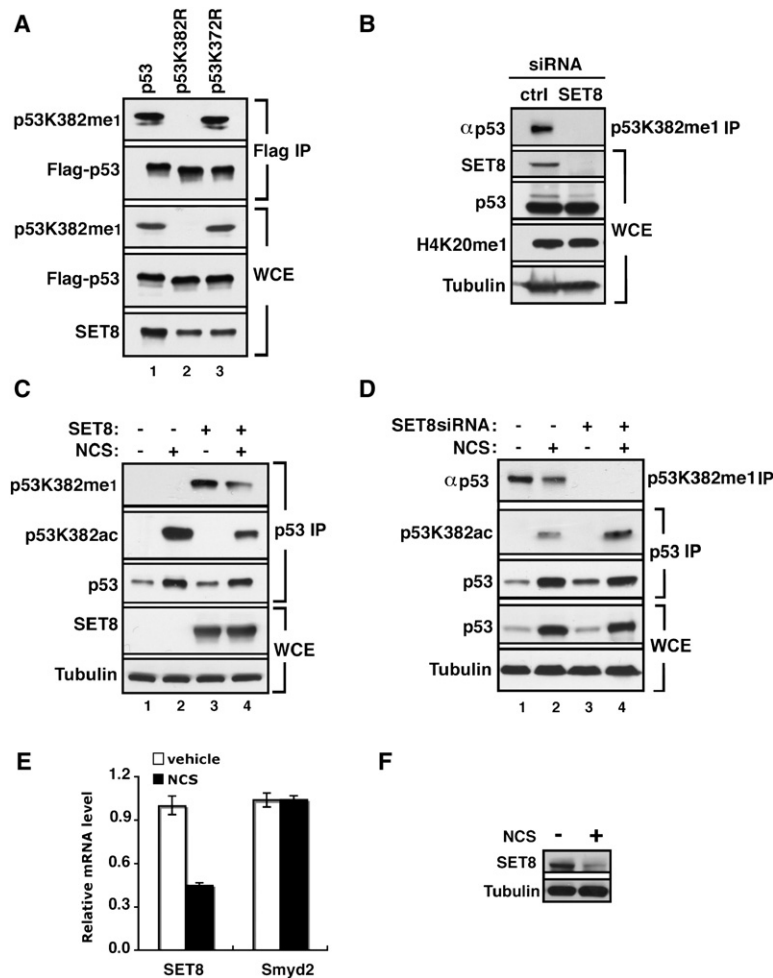 A
p53
p53K382R
p53K372R
p53K382me1
Flag-p53
Flag IP
p53K382me1
Flag-p53
SET8
WCE
1 2 3
B
siRNA
ctrl SET8
αp53
p53K382me1 IP
SET8
p53
H4K20me1
Tubulin
WCE
C
SET8: - - + +
NCS: - + - +
p53K382me1
p53K382ac
p53
p53 IP
SET8
Tubulin
WCE
1 2 3 4
D
SET8siRNA: - - + +
NCS: - + - +
αp53
p53K382me1IP
p53K382ac
p53
p53 IP
p53
Tubulin
WCE
1 2 3 4
E
vehicle
NCS
Relative mRNA level
1.2
0.9
0.6
0.3
0.0
SET8 Smyd2
F
NCS - +
SET8
Tubulin